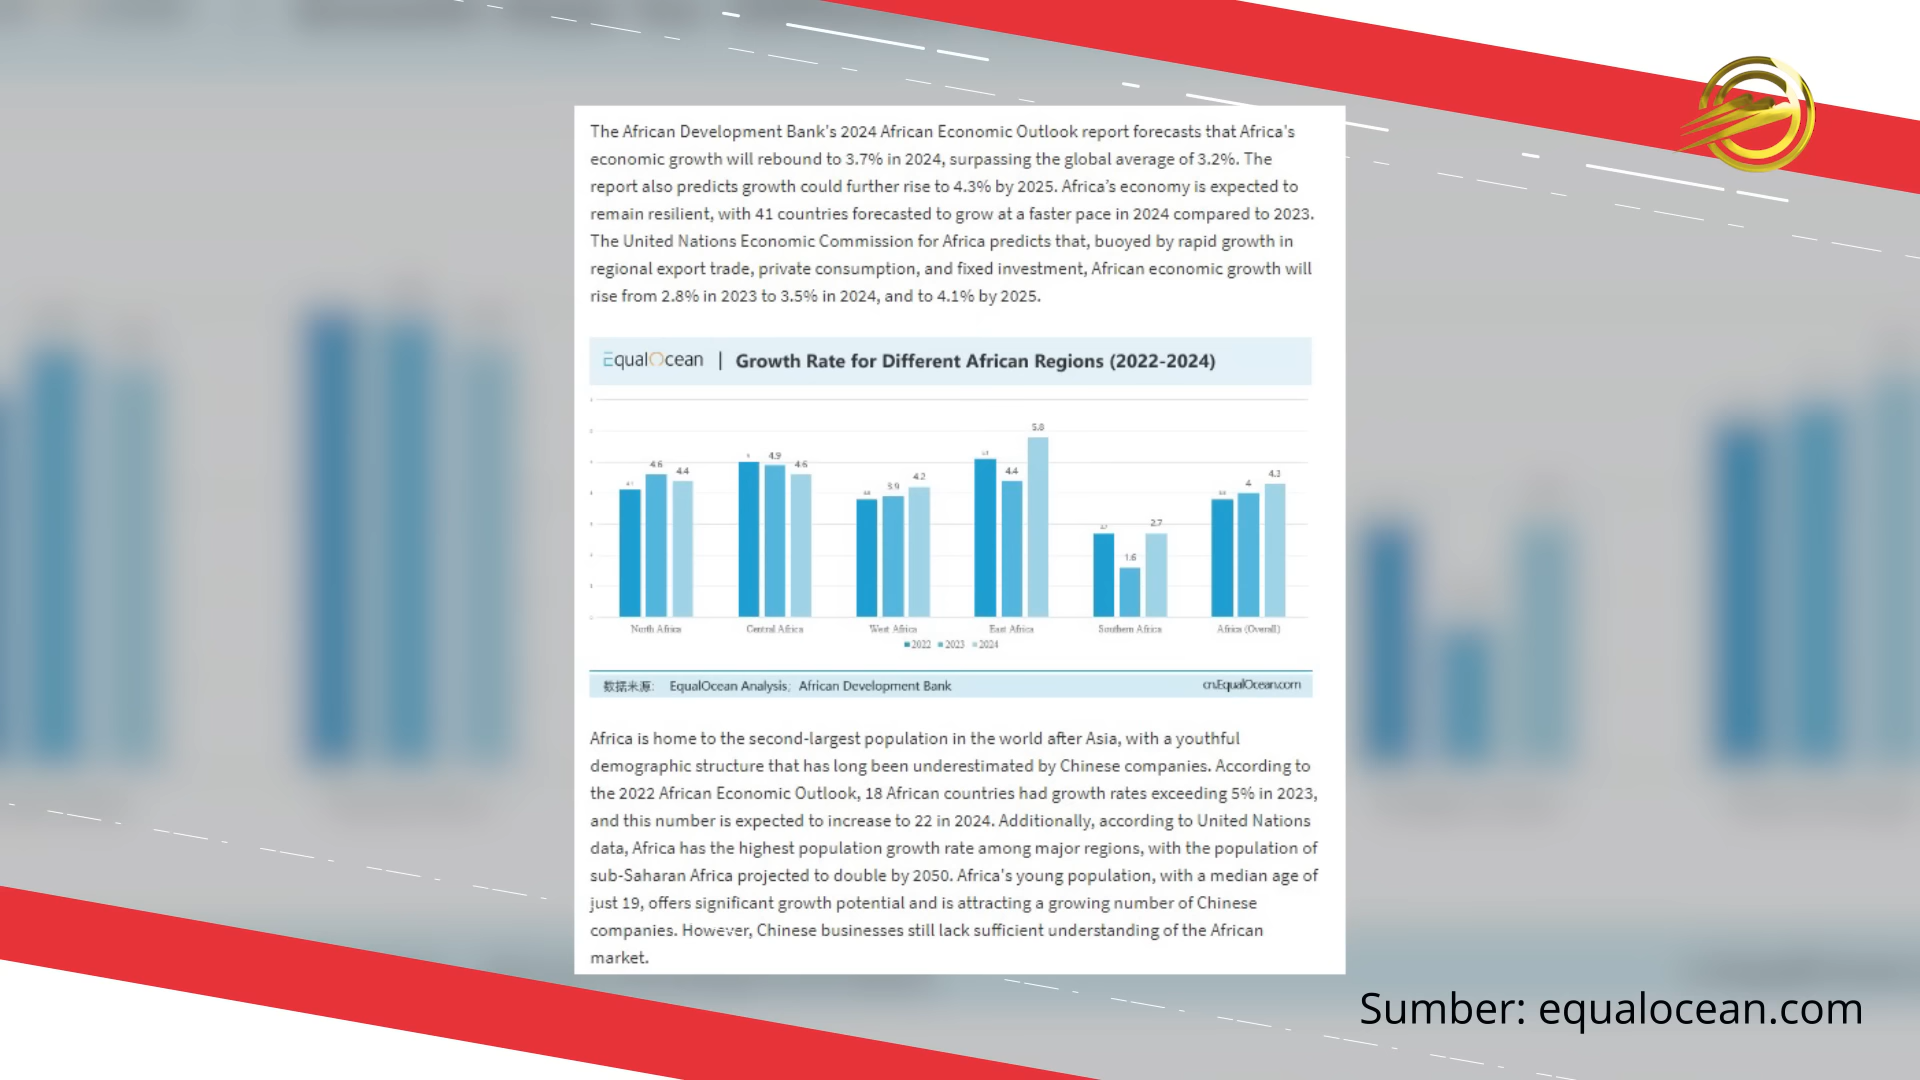 The African Development Bank's 2024 African Economic Outlook report forecasts that Africa's
economic growth will rebound to 3.7% in 2024, surpassing the global average of 3.2%. The
report also predicts growth could further rise to 4.3% by 2025. Africa's economy is expected to
remain resilient, with 41 countries forecasted to grow at a faster pace in 2024 compared to 2023.
The United Nations Economic Commission for Africa predicts that, buoyed by rapid growth in
regional export trade, private consumption, and fixed investment, African economic growth will
rise from 2.8% in 2023 to 3.5% in 2024, and to 4.1% by 2025.
EqualOcean | Growth Rate for Different African Regions (2022-2024)
4.6 4.4
4.9 4.6
3.9 4.2
4.4 5.8
1.6 2.7
4 4.3
North Africa Central Africa West Africa East Africa Southern Africa Africa (Overall)
2022 2023 2024
数据来源: EqualOcean Analysis; African Development Bank cn.EqualOcean.com
Africa is home to the second-largest population in the world after Asia, with a youthful
demographic structure that has long been underestimated by Chinese companies. According to
the 2022 African Economic Outlook, 18 African countries had growth rates exceeding 5% in 2023,
and this number is expected to increase to 22 in 2024. Additionally, according to United Nations
data, Africa has the highest population growth rate among major regions, with the population of
sub-Saharan Africa projected to double by 2050. Africa's young population, with a median age of
just 19, offers significant growth potential and is attracting a growing number of Chinese
companies. However, Chinese businesses still lack sufficient understanding of the African
market.
Sumber: equalocean.com